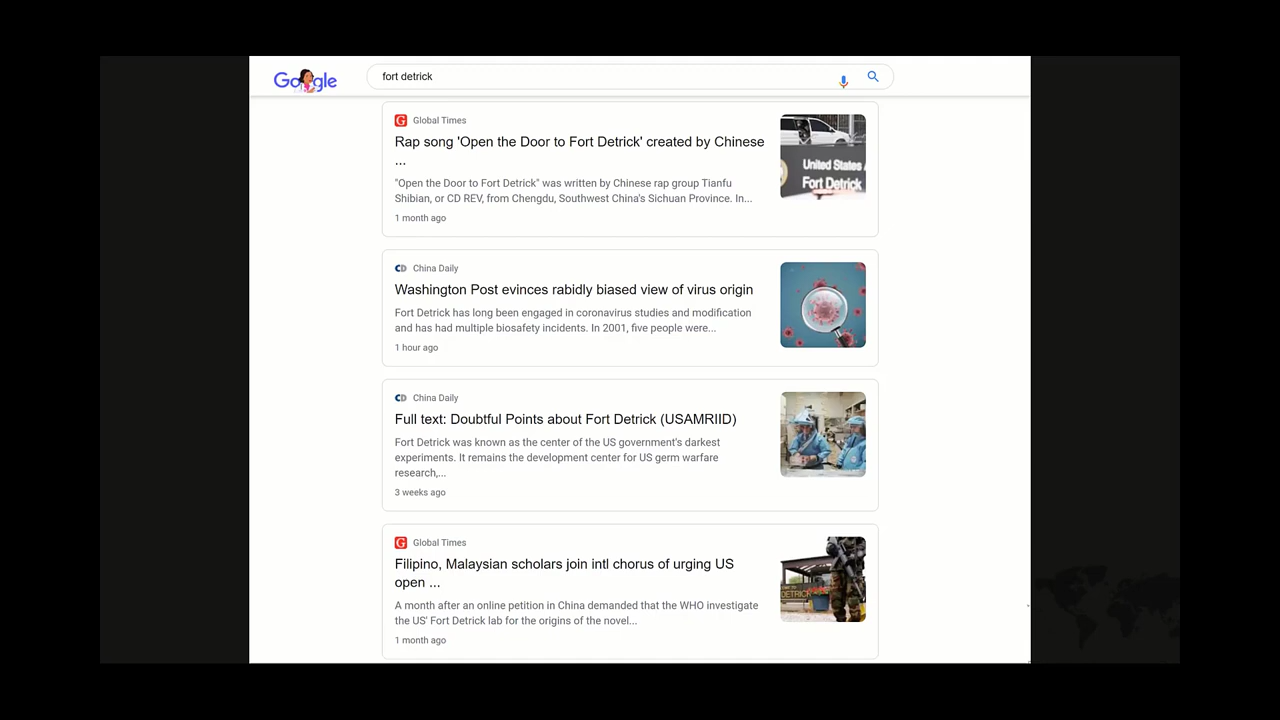 Google
fort detrick
Global Times
Rap song 'Open the Door to Fort Detrick' created by Chinese
...
"Open the Door to Fort Detrick" was written by Chinese rap group Tianfu
Shibian, or CD REV, from Chengdu, Southwest China's Sichuan Province. In...
1 month ago
United States
Fort Detrick
China Daily
Washington Post evinces rabidly biased view of virus origin
Fort Detrick has long been engaged in coronavirus studies and modification
and has had multiple biosafety incidents. In 2001, five people were...
1 hour ago
China Daily
Full text: Doubtful Points about Fort Detrick (USAMRIID)
Fort Detrick was known as the center of the US government's darkest
experiments. It remains the development center for US germ warfare
research,...
3 weeks ago
Global Times
Filipino, Malaysian scholars join intl chorus of urging US
open ...
A month after an online petition in China demanded that the WHO investigate
the US' Fort Detrick lab for the origins of the novel...
1 month ago
DETRICK